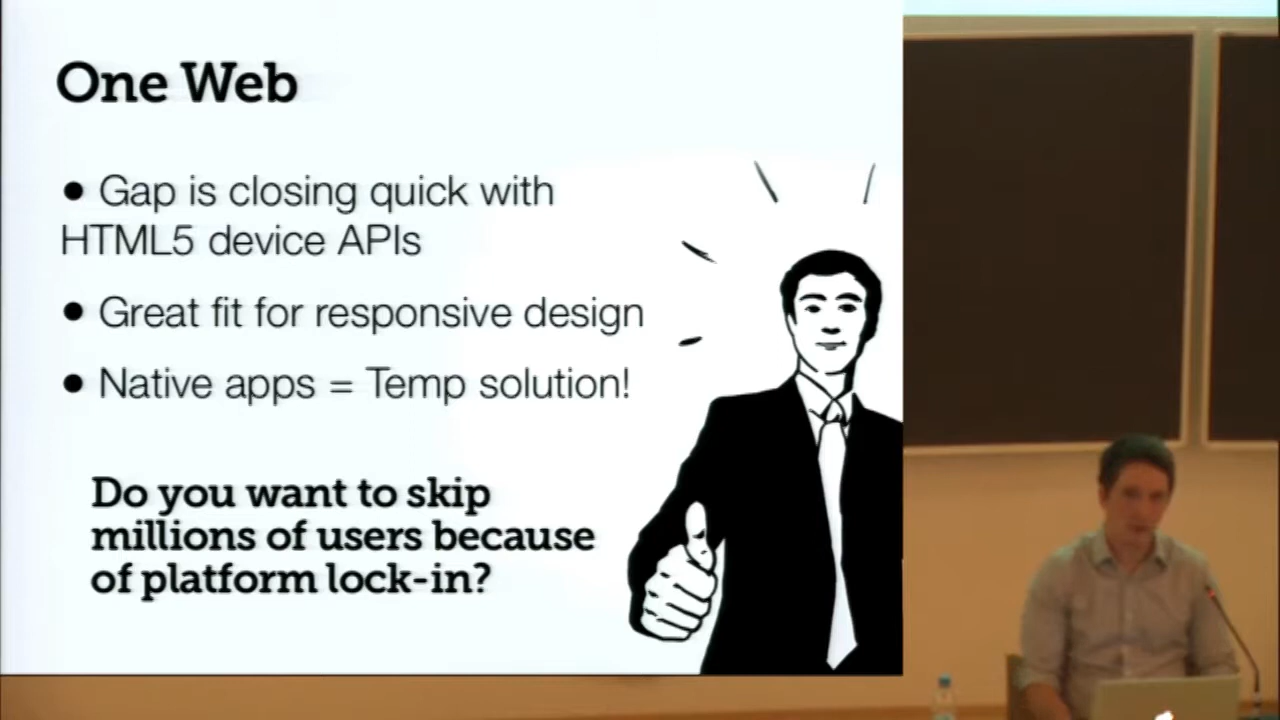 One Web
● Gap is closing quick with
HTML5 device APIs
● Great fit for responsive design
● Native apps = Temp solution!
Do you want to skip
millions of users because
of platform lock-in?